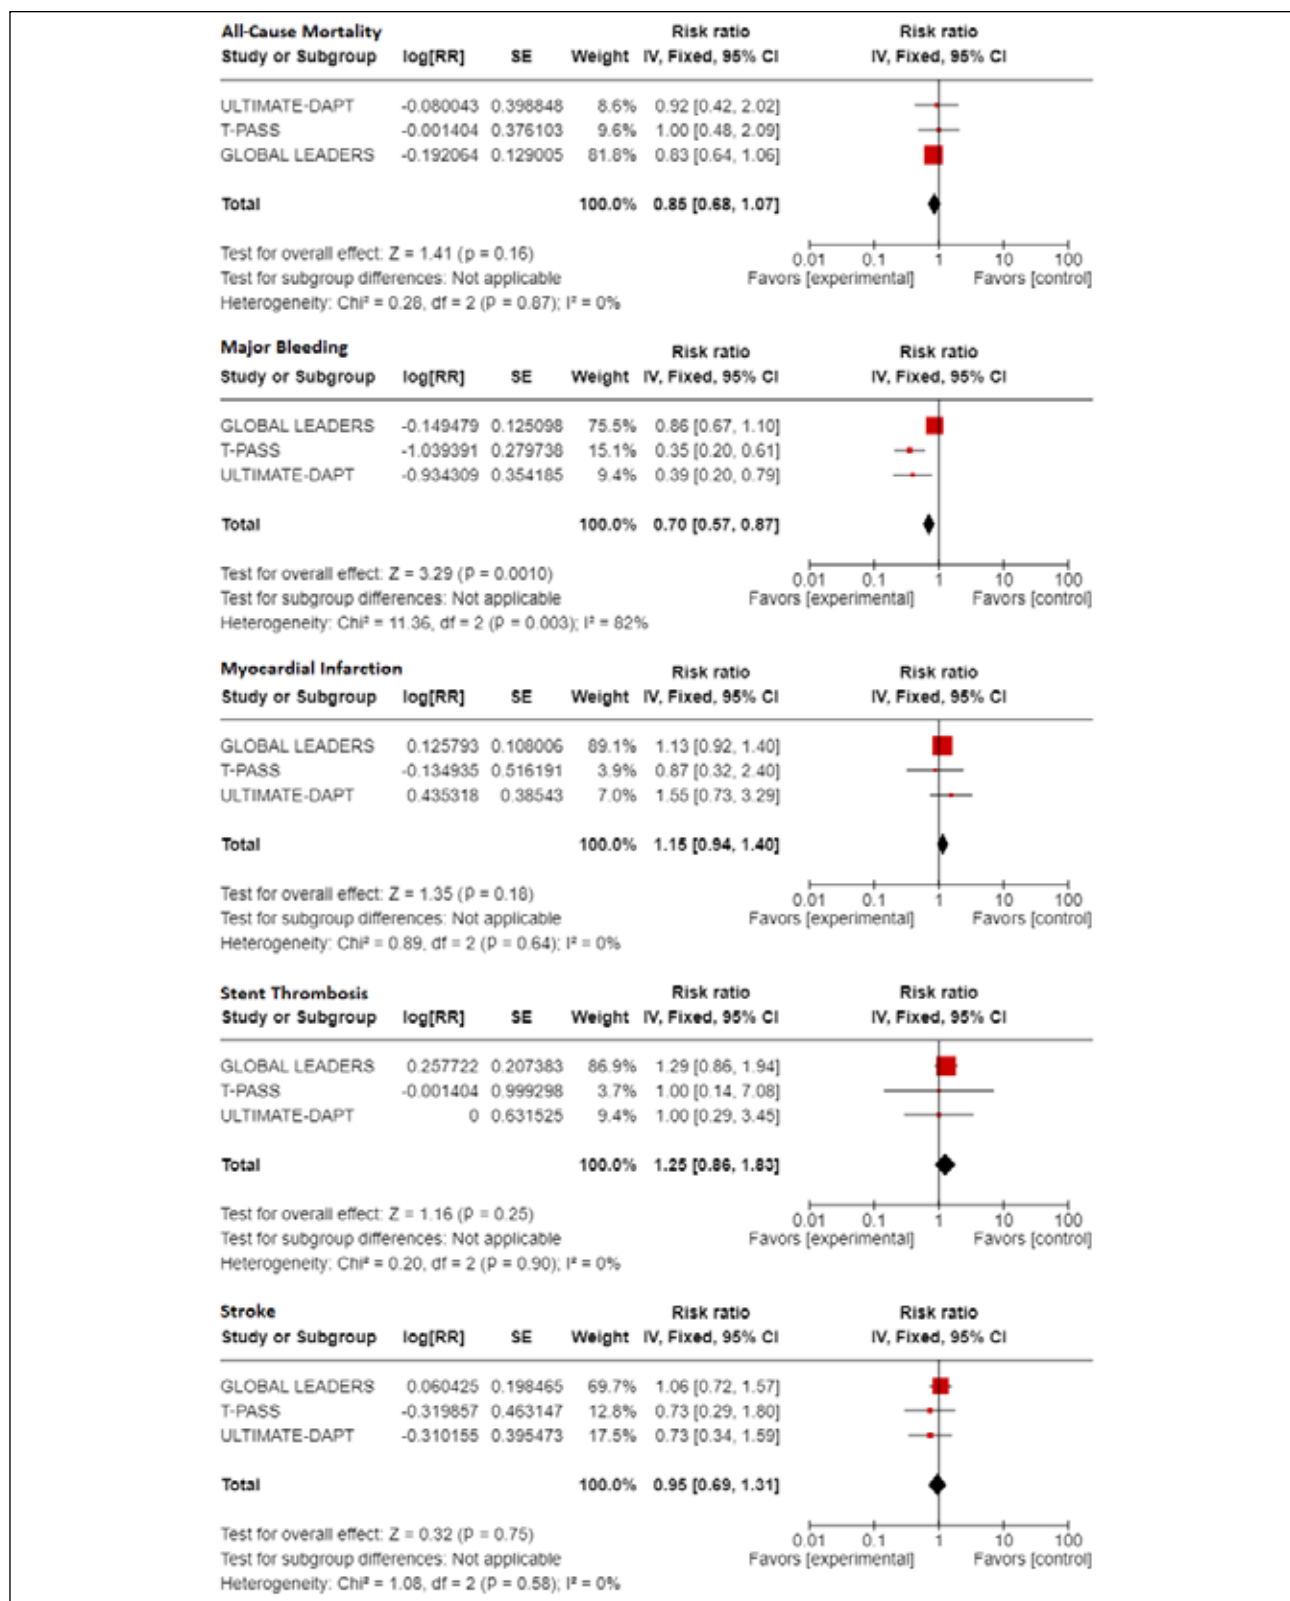 All-Cause Mortality Risk ratio Risk ratio
Study or Subgroup log[RR] SE Weight IV, Fixed, 95% CI IV, Fixed, 95% CI
ULTIMATE-DAPT -0.080043 0.398848 8.6% 0.92 [0.42, 2.02]
T-PASS -0.001404 0.376103 9.6% 1.00 [0.48, 2.09]
GLOBAL LEADERS -0.192064 0.129005 81.8% 0.83 [0.64, 1.06]
Total 100.0% 0.85 [0.68, 1.07]
Test for overall effect: Z = 1.41 (p = 0.16)
0.01 0.1 1 10 100
Test for subgroup differences: Not applicable
Favors [experimental] Favors [control]
Heterogeneity: Chi² = 0.28, df = 2 (P = 0.87); I² = 0%
Major Bleeding Risk ratio Risk ratio
Study or Subgroup log[RR] SE Weight IV, Fixed, 95% CI IV, Fixed, 95% CI
GLOBAL LEADERS -0.149479 0.125098 75.5% 0.86 [0.67, 1.10]
T-PASS -1.039391 0.279738 15.1% 0.35 [0.20, 0.61]
ULTIMATE-DAPT -0.934309 0.354185 9.4% 0.39 [0.20, 0.79]
Total 100.0% 0.70 [0.57, 0.87]
Test for overall effect: Z = 3.29 (P = 0.0010)
0.01 0.1 1 10 100
Test for subgroup differences: Not applicable
Favors [experimental] Favors [control]
Heterogeneity: Chi² = 11.36, df = 2 (P = 0.003); I² = 82%
Myocardial Infarction Risk ratio Risk ratio
Study or Subgroup log[RR] SE Weight IV, Fixed, 95% CI IV, Fixed, 95% CI
GLOBAL LEADERS 0.125793 0.108006 89.1% 1.13 [0.92, 1.40]
T-PASS -0.134935 0.516191 3.9% 0.87 [0.32, 2.40]
ULTIMATE-DAPT 0.435318 0.38543 7.0% 1.55 [0.73, 3.29]
Total 100.0% 1.15 [0.94, 1.40]
Test for overall effect: Z = 1.35 (P = 0.18)
0.01 0.1 1 10 100
Test for subgroup differences: Not applicable
Favors [experimental] Favors [control]
Heterogeneity: Chi² = 0.89, df = 2 (P = 0.64); I² = 0%
Stent Thrombosis Risk ratio Risk ratio
Study or Subgroup log[RR] SE Weight IV, Fixed, 95% CI IV, Fixed, 95% CI
GLOBAL LEADERS 0.257722 0.207383 86.9% 1.29 [0.86, 1.94]
T-PASS -0.001404 0.999298 3.7% 1.00 [0.14, 7.08]
ULTIMATE-DAPT 0 0.631525 9.4% 1.00 [0.29, 3.45]
Total 100.0% 1.25 [0.86, 1.83]
Test for overall effect: Z = 1.16 (P = 0.25)
0.01 0.1 1 10 100
Test for subgroup differences: Not applicable
Favors [experimental] Favors [control]
Heterogeneity: Chi² = 0.20, df = 2 (P = 0.90); I² = 0%
Stroke Risk ratio Risk ratio
Study or Subgroup log[RR] SE Weight IV, Fixed, 95% CI IV, Fixed, 95% CI
GLOBAL LEADERS 0.060425 0.198465 69.7% 1.06 [0.72, 1.57]
T-PASS -0.319857 0.463147 12.8% 0.73 [0.29, 1.80]
ULTIMATE-DAPT -0.310155 0.395473 17.5% 0.73 [0.34, 1.59]
Total 100.0% 0.95 [0.69, 1.31]
Test for overall effect: Z = 0.32 (P = 0.75)
0.01 0.1 1 10 100
Test for subgroup differences: Not applicable
Favors [experimental] Favors [control]
Heterogeneity: Chi² = 1.08, df = 2 (P = 0.58); I² = 0%